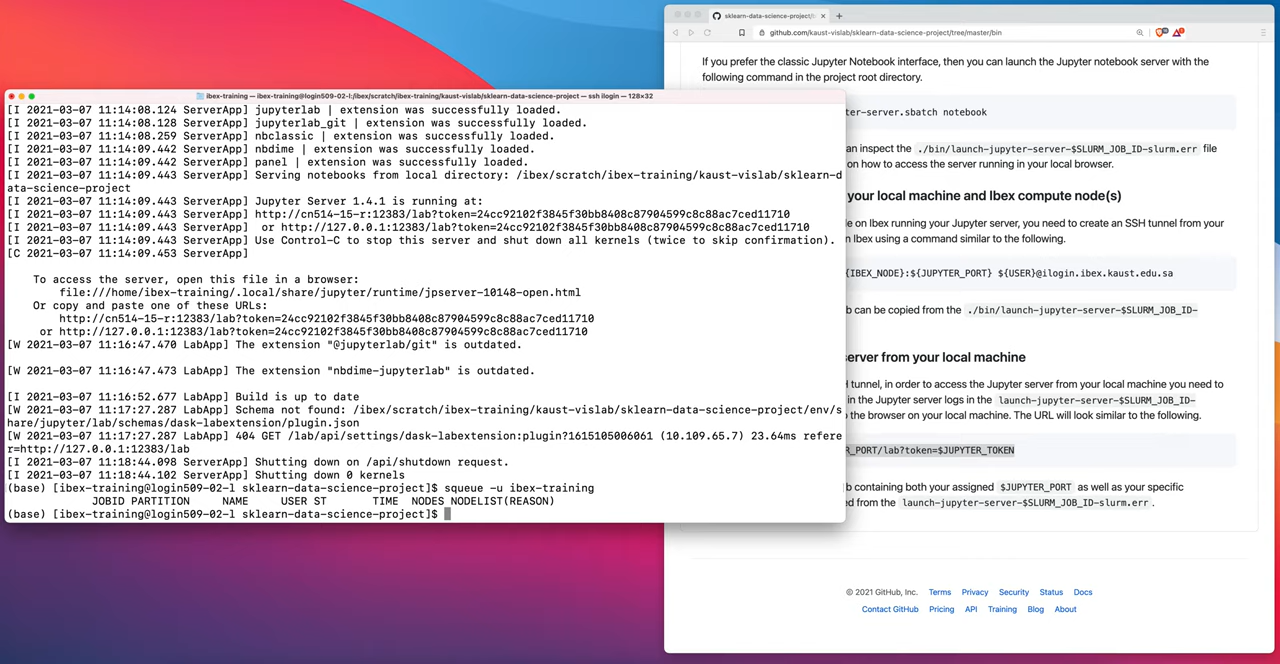 ibex-training — ibex-training@login509-02-l:/ibex/scratch/ibex-training/kaust-vislab/sklearn-data-science-project — ssh ilogin — 128×32
[I 2021-03-07 11:14:08.124 ServerApp] jupyterlab | extension was successfully loaded.
[I 2021-03-07 11:14:08.128 ServerApp] jupyterlab_git | extension was successfully loaded.
[I 2021-03-07 11:14:08.259 ServerApp] nbclassic | extension was successfully loaded.
[I 2021-03-07 11:14:09.442 ServerApp] nbdime | extension was successfully loaded.
[I 2021-03-07 11:14:09.442 ServerApp] panel | extension was successfully loaded.
[I 2021-03-07 11:14:09.443 ServerApp] Serving notebooks from local directory: /ibex/scratch/ibex-training/kaust-vislab/sklearn-d
ata-science-project
[I 2021-03-07 11:14:09.443 ServerApp] Jupyter Server 1.4.1 is running at:
[I 2021-03-07 11:14:09.443 ServerApp] http://cn514-15-r:12383/lab?token=24cc92102f3845f30bb8408c87904599c8c88ac7ced11710
[I 2021-03-07 11:14:09.443 ServerApp]  or http://127.0.0.1:12383/lab?token=24cc92102f3845f30bb8408c87904599c8c88ac7ced11710
[I 2021-03-07 11:14:09.443 ServerApp] Use Control-C to stop this server and shut down all kernels (twice to skip confirmation).
[C 2021-03-07 11:14:09.453 ServerApp]
To access the server, open this file in a browser:
file:///home/ibex-training/.local/share/jupyter/runtime/jpserver-10148-open.html
Or copy and paste one of these URLs:
http://cn514-15-r:12383/lab?token=24cc92102f3845f30bb8408c87904599c8c88ac7ced11710
or http://127.0.0.1:12383/lab?token=24cc92102f3845f30bb8408c87904599c8c88ac7ced11710
[W 2021-03-07 11:16:47.470 LabApp] The extension "@jupyterlab/git" is outdated.
[W 2021-03-07 11:16:47.473 LabApp] The extension "nbdime-jupyterlab" is outdated.
[I 2021-03-07 11:16:52.677 LabApp] Build is up to date
[W 2021-03-07 11:17:27.287 LabApp] Schema not found: /ibex/scratch/ibex-training/kaust-vislab/sklearn-data-science-project/env/s
hare/jupyter/lab/schemas/dask-labextension/plugin.json
[W 2021-03-07 11:17:27.287 LabApp] 404 GET /lab/api/settings/dask-labextension:plugin?1615105006061 (10.109.65.7) 23.64ms refere
r=http://127.0.0.1:12383/lab
[I 2021-03-07 11:18:44.098 ServerApp] Shutting down on /api/shutdown request.
[I 2021-03-07 11:18:44.102 ServerApp] Shutting down 0 kernels
(base) [ibex-training@login509-02-l sklearn-data-science-project]$ squeue -u ibex-training
JOBID PARTITION     NAME     USER ST       TIME  NODES NODELIST(REASON)
(base) [ibex-training@login509-02-l sklearn-data-science-project]$
sklearn-data-science-project/b
github.com/kaust-vislab/sklearn-data-science-project/tree/master/bin
If you prefer the classic Jupyter Notebook interface, then you can launch the Jupyter notebook server with the
following command in the project root directory.
ter-server.sbatch notebook
an inspect the ./bin/launch-jupyter-server-$SLURM_JOB_ID-slurm.err file
on how to access the server running in your local browser.
your local machine and Ibex compute node(s)
de on Ibex running your Jupyter server, you need to create an SSH tunnel from your
n Ibex using a command similar to the following.
{IBEX_NODE}:${JUPYTER_PORT} ${USER}@ilogin.ibex.kaust.edu.sa
b can be copied from the ./bin/launch-jupyter-server-$SLURM_JOB_ID-
server from your local machine
H tunnel, in order to access the Jupyter server from your local machine you need to
in the Jupyter server logs in the launch-jupyter-server-$SLURM_JOB_ID-
o the browser on your local machine. The URL will look similar to the following.
R_PORT/lab?token=$JUPYTER_TOKEN
b containing both your assigned $JUPYTER_PORT as well as your specific
ed from the launch-jupyter-server-$SLURM_JOB_ID-slurm.err .
© 2021 GitHub, Inc. Terms Privacy Security Status Docs
Contact GitHub Pricing API Training Blog About